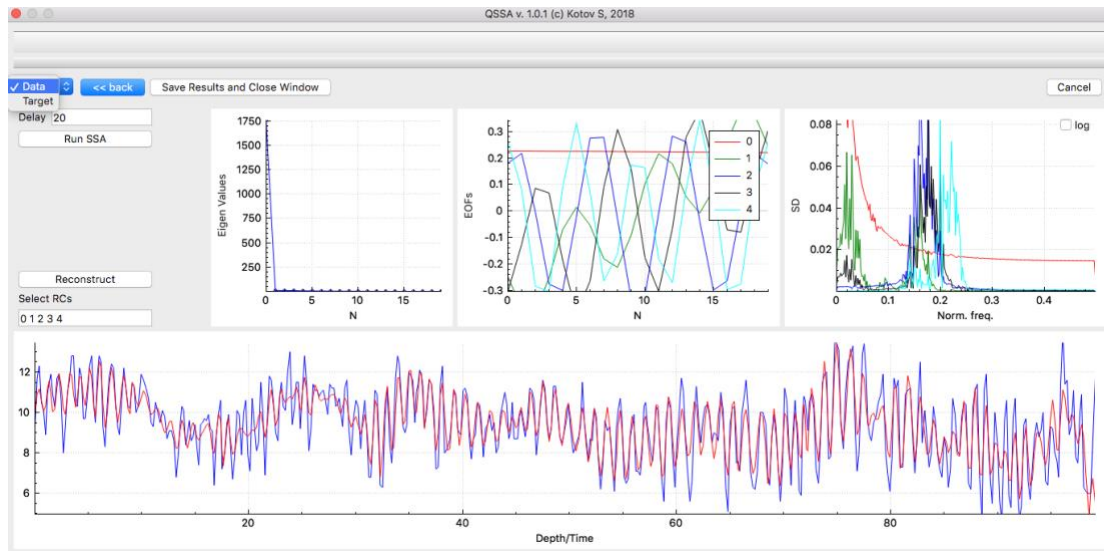 QSSA v. 1.0.1 (c) Kotov S, 2018
✓ Data
<< back
Save Results and Close Window
Cancel
Target
Delay 20
Run SSA
Reconstruct
Select RCs
0 1 2 3 4
1750
1500
1250
1000
750
500
250
0
5
10
15
Eigen Values
N
0.3
0.2
0.1
0
-0.1
-0.2
-0.3
0
5
10
15
EOFs
N
0
1
2
3
4
0.08
0.06
0.04
0.02
0
0.1
0.2
0.3
0.4
SD
Norm. freq.
log
12
10
8
6
20
40
60
80
Depth/Time